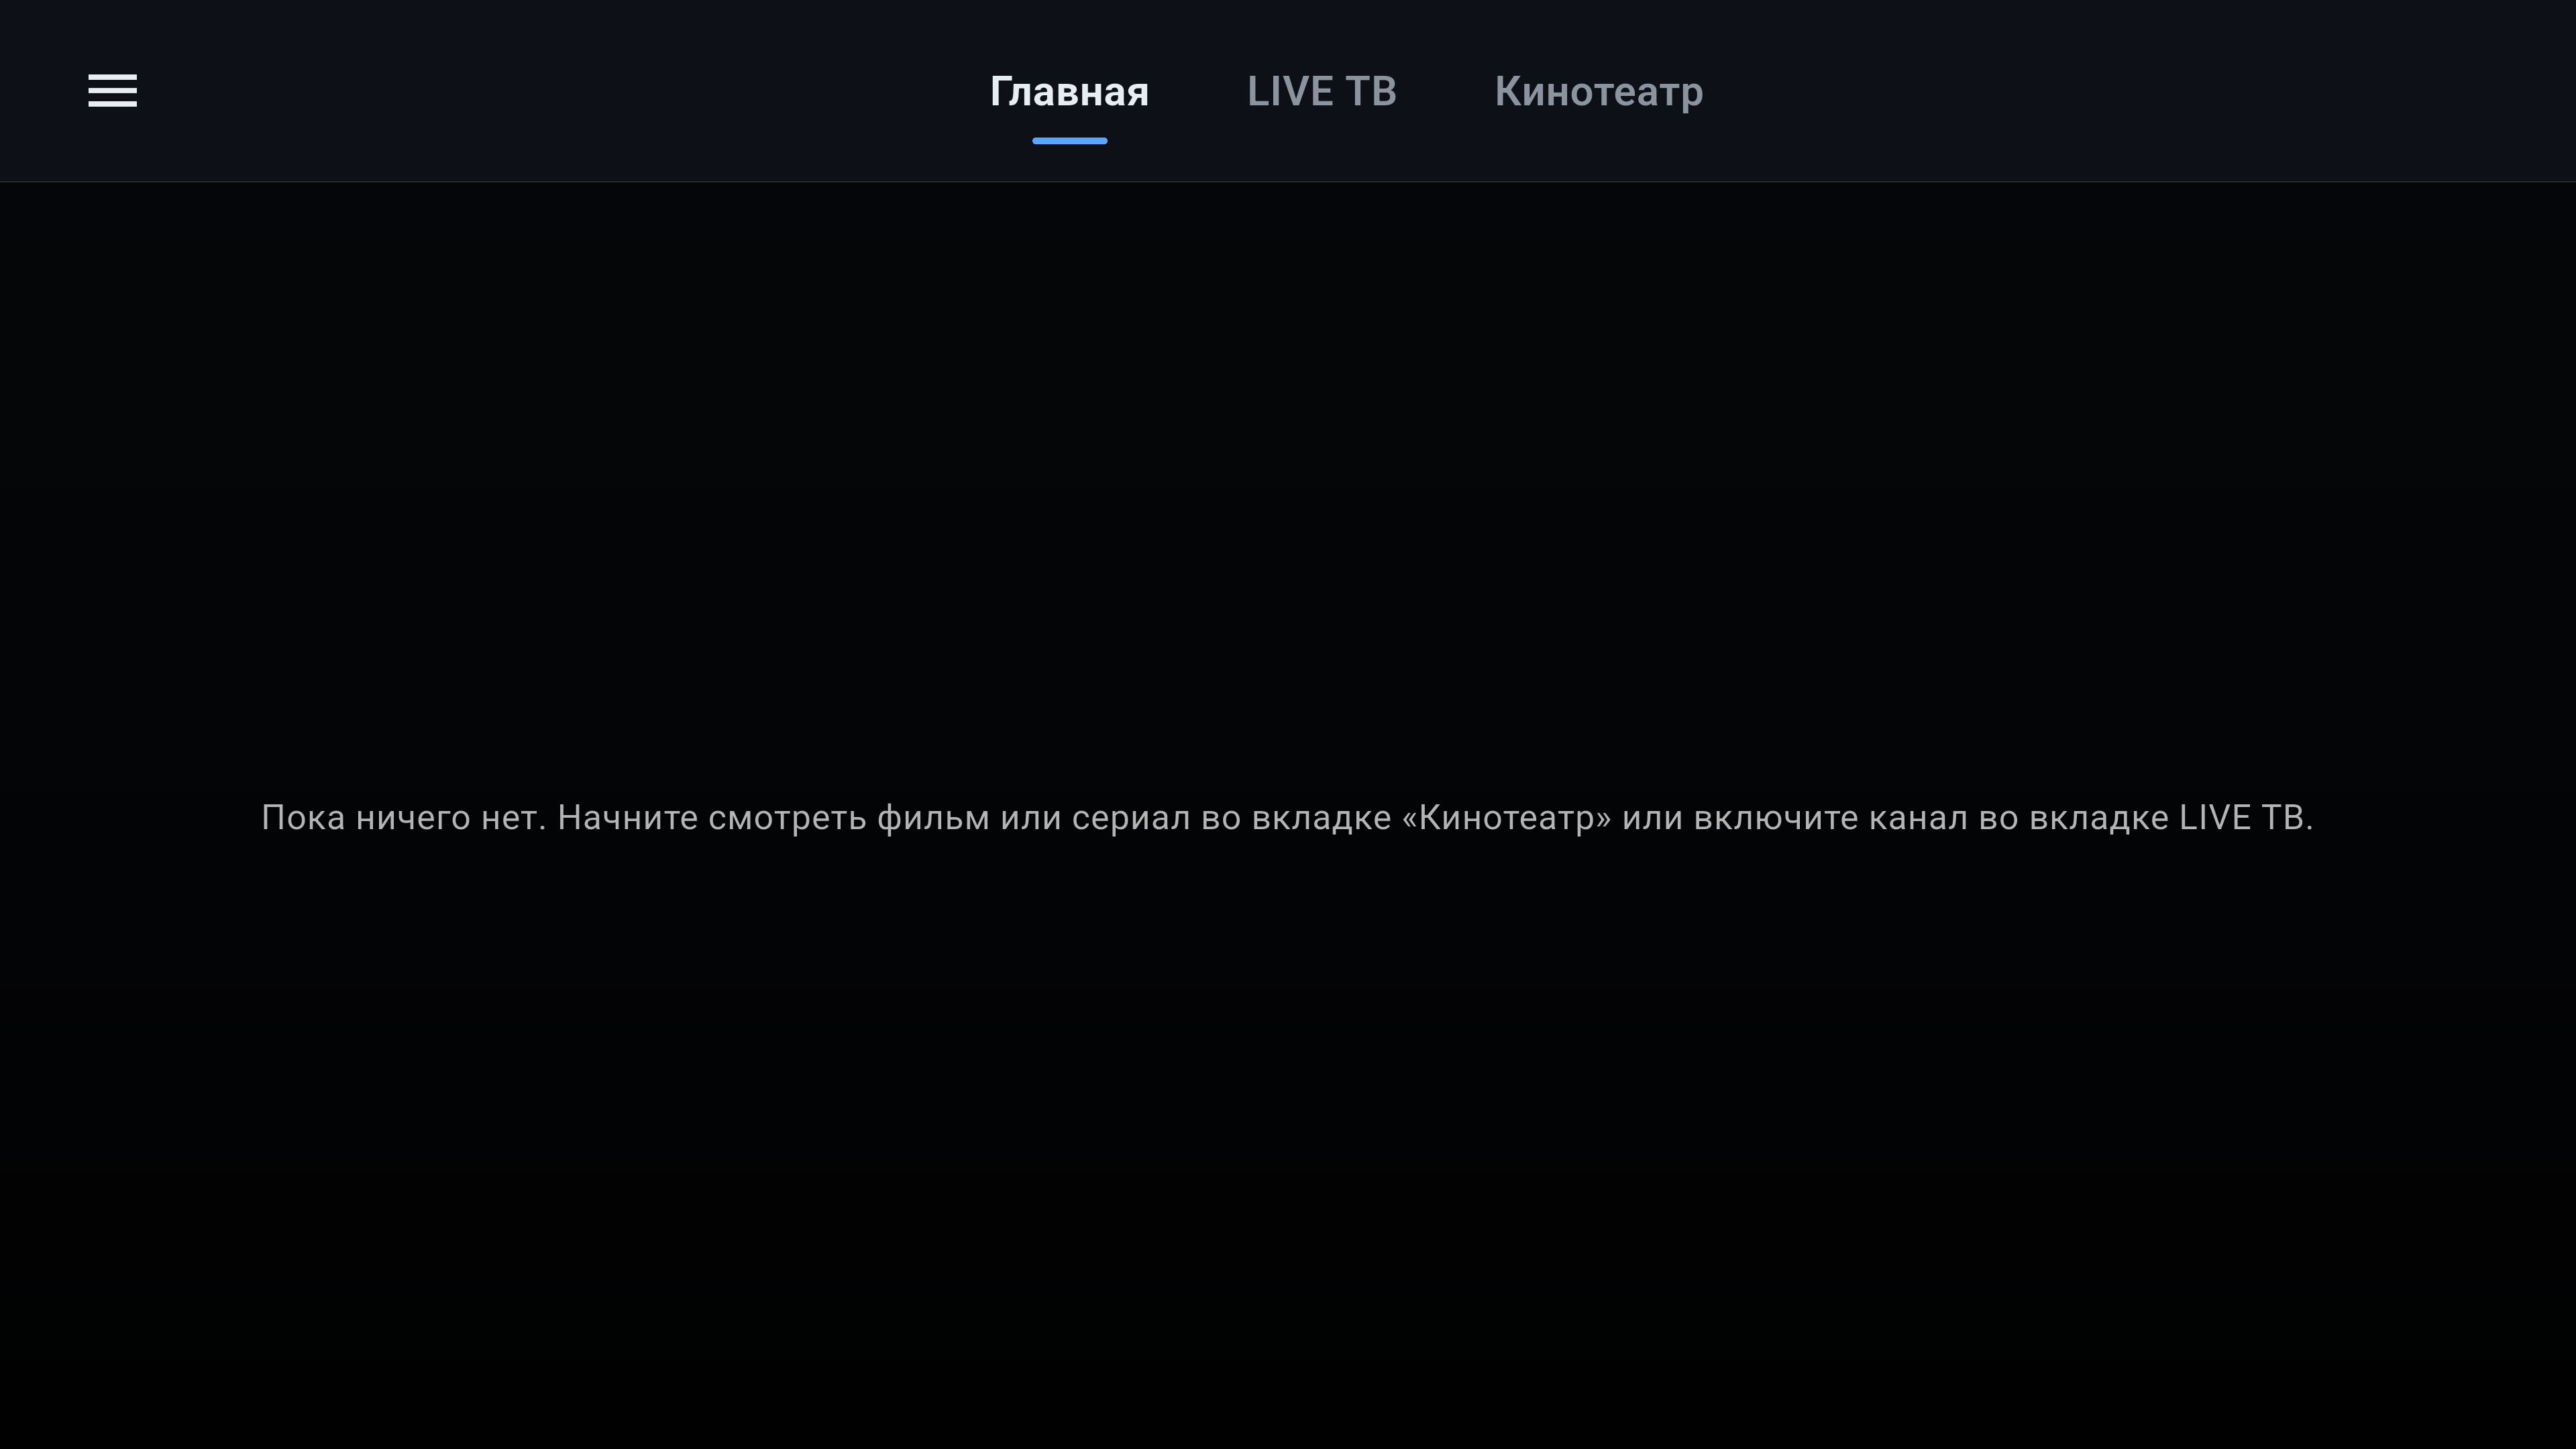 Главная LIVE ТВ Кинотеатр
Пока ничего нет. Начните смотреть фильм или сериал во вкладке «Кинотеатр» или включите канал во вкладке LIVE ТВ.